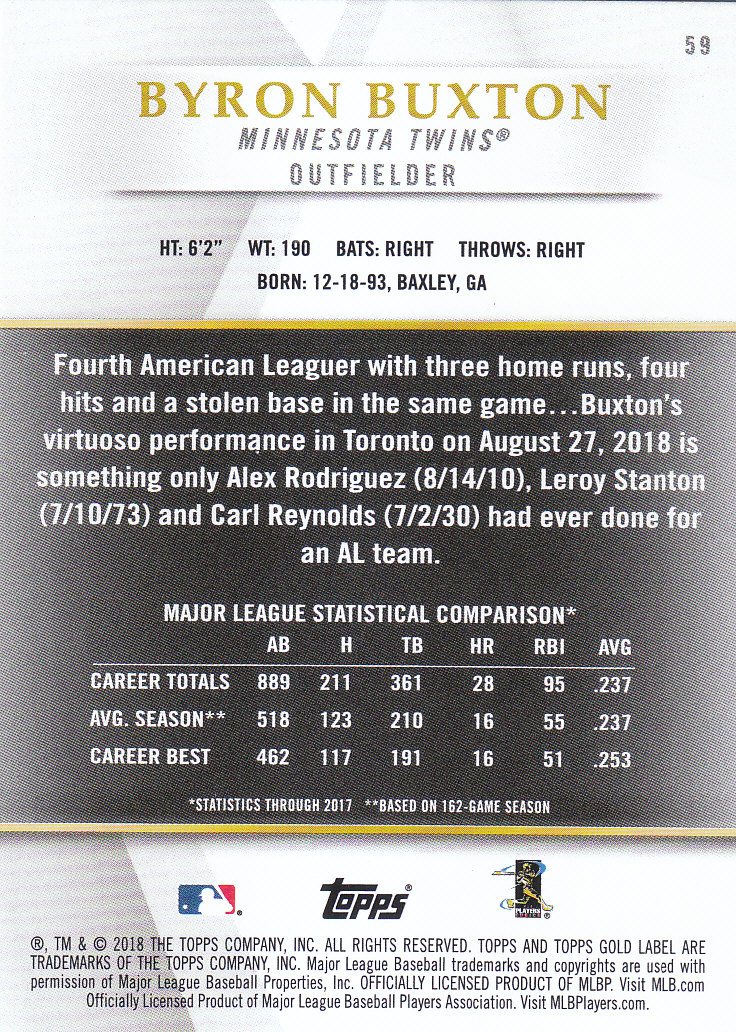 59
BYRON BUXTON
MINNESOTA TWINS®
OUTFIELDER
HT: 6'2" WT: 190 BATS: RIGHT THROWS: RIGHT
BORN: 12-18-93, BAXLEY, GA
Fourth American Leaguer with three home runs, four
hits and a stolen base in the same game...Buxton's
virtuoso performance in Toronto on August 27, 2018 is
something only Alex Rodriguez (8/14/10), Leroy Stanton
(7/10/73) and Carl Reynolds (7/2/30) had ever done for
an AL team.
MAJOR LEAGUE STATISTICAL COMPARISON*
AB H TB HR RBI AVG
CAREER TOTALS 889 211 361 28 95 .237
AVG. SEASON** 518 123 210 16 55 .237
CAREER BEST 462 117 191 16 51 .253
*STATISTICS THROUGH 2017 **BASED ON 162-GAME SEASON
topps®
PLAYERS
®, TM & © 2018 THE TOPPS COMPANY, INC. ALL RIGHTS RESERVED. TOPPS AND TOPPS GOLD LABEL ARE
TRADEMARKS OF THE TOPPS COMPANY, INC. Major League Baseball trademarks and copyrights are used with
permission of Major League Baseball Properties, Inc. OFFICIALLY LICENSED PRODUCT OF MLBP. Visit MLB.com
Officially Licensed Product of Major League Baseball Players Association. Visit MLBPlayers.com.